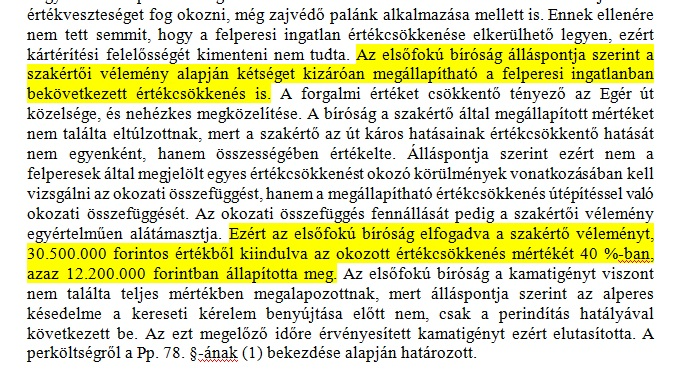 értékveszteséget fog okozni, még zajvédő palánk alkalmazása mellett is. Ennek ellenére
nem tett semmit, hogy a felperesi ingatlan értékcsökkenése elkerülhető legyen, ezért
kártérítési felelősségét kimenteni nem tudta. Az elsőfokú bíróság álláspontja szerint a
szakértői vélemény alapján kétséget kizáróan megállapítható a felperesi ingatlanban
bekövetkezett értékcsökkenés is. A forgalmi értéket csökkentő tényező az Egér út
közelsége, és nehézkes megközelítése. A bíróság a szakértő által megállapított mértéket
nem találta eltúlzottnak, mert a szakértő az út káros hatásainak értékcsökkentő hatását
nem egyenként, hanem összességében értékelte. Álláspontja szerint ezért nem a
felperesek által megjelölt egyes értékcsökkenést okozó körülmények vonatkozásában kell
vizsgálni az okozati összefüggést, hanem a megállapítható értékcsökkenés útépítéssel való
okozati összefüggését. Az okozati összefüggés fennállását pedig a szakértői vélemény
egyértelműen alátámasztja. Ezért az elsőfokú bíróság elfogadva a szakértő véleményt,
30.500.000 forintos értékből kiindulva az okozott értékcsökkenés mértékét 40 %-ban,
azaz 12.200.000 forintban állapította meg. Az elsőfokú bíróság a kamatigényt viszont
nem találta teljes mértékben megalapozottnak, mert álláspontja szerint az alperes
késedelme a kereseti kérelem benyújtása előtt nem, csak a perindítás hatályával
következett be. Az ezt megelőző időre érvényesített kamatigényt ezért elutasította. A
perköltségről a Pp. 78. §-ának (1) bekezdése alapján határozott.